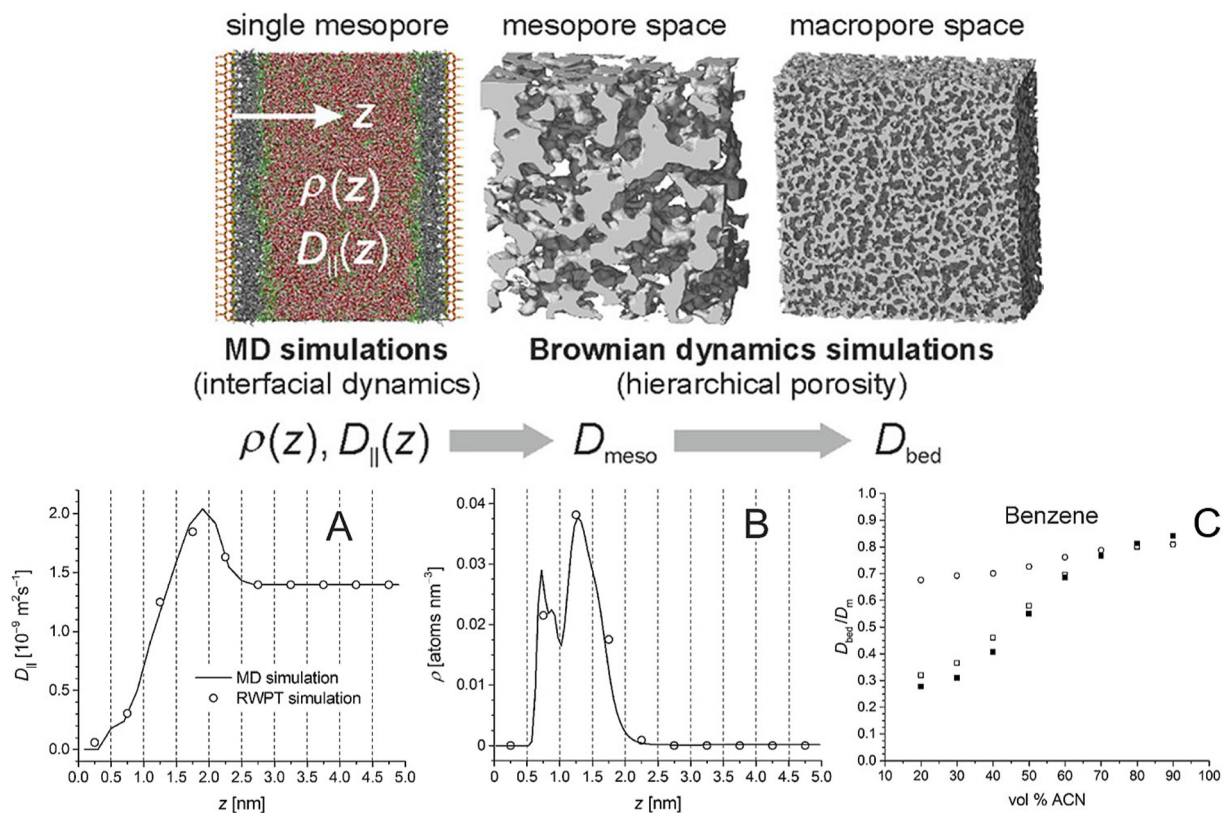 single mesopore
mesopore space
macropore space
z
ρ(z)
D||(z)
MD simulations
(interfacial dynamics)
Brownian dynamics simulations
(hierarchical porosity)
ρ(z), D||(z)
Dmeso
Dbed
A
D|| [10⁻⁹ m²s⁻¹]
2.0
1.5
1.0
0.5
0.0
MD simulation
RWPT simulation
0.0 0.5 1.0 1.5 2.0 2.5 3.0 3.5 4.0 4.5 5.0
z [nm]
B
ρ [atoms nm⁻³]
0.04
0.03
0.02
0.01
0
0.0 0.5 1.0 1.5 2.0 2.5 3.0 3.5 4.0 4.5 5.0
z [nm]
Benzene
C
Dbed/Dm
1.0
0.9
0.8
0.7
0.6
0.5
0.4
0.3
0.2
0.1
0.0
10 20 30 40 50 60 70 80 90 100
vol % ACN